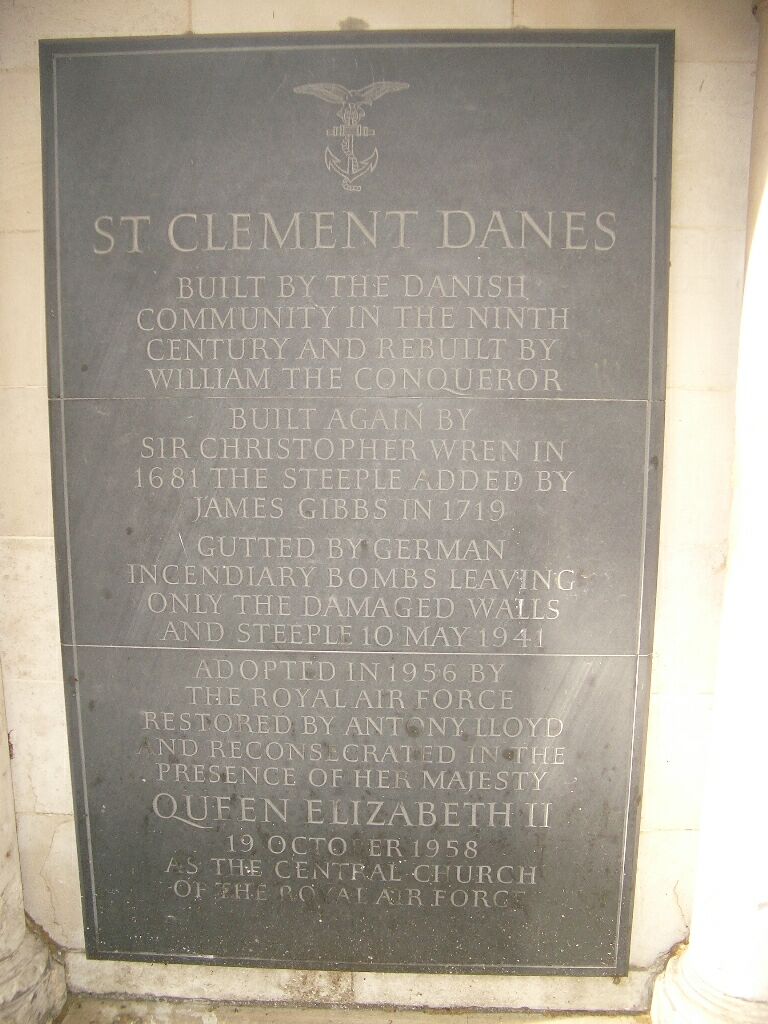 ST CLEMENT DANES
BUILT BY THE DANISH
COMMUNITY IN THE NINTH
CENTURY AND REBUILT BY
WILLIAM THE CONQUEROR
BUILT AGAIN BY
SIR CHRISTOPHER WREN IN
1681 THE STEEPLE ADDED BY
JAMES GIBBS IN 1719
GUTTED BY GERMAN
INCENDIARY BOMBS LEAVING
ONLY THE DAMAGED WALLS
AND STEEPLE 10 MAY 1941
ADOPTED IN 1956 BY
THE ROYAL AIR FORCE
RESTORED BY ANTONY LLOYD
AND RECONSECRATED IN THE
PRESENCE OF HER MAJESTY
QUEEN ELIZABETH II
19 OCTOBER 1958
AS THE CENTRAL CHURCH
OF THE ROYAL AIR FORCE